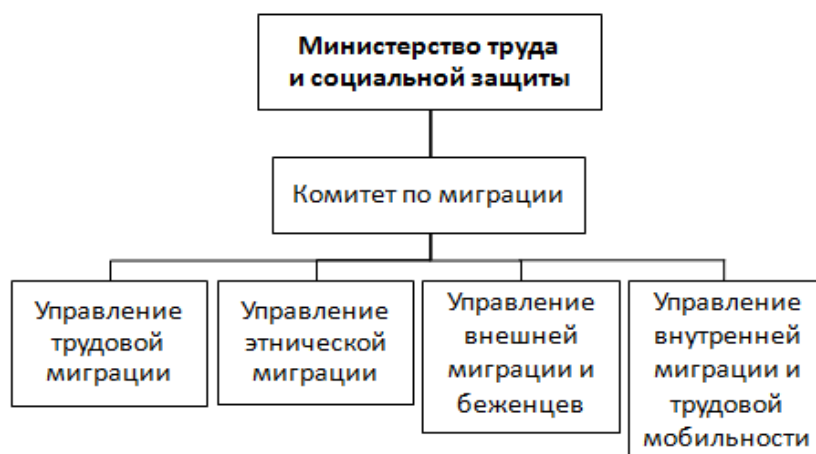 Министерство труда
и социальной защиты
Комитет по миграции
Управление
трудовой
миграции
Управление
этнической
миграции
Управление
внешней
миграции и
беженцев
Управление
внутренней
миграции и
трудовой
мобильности